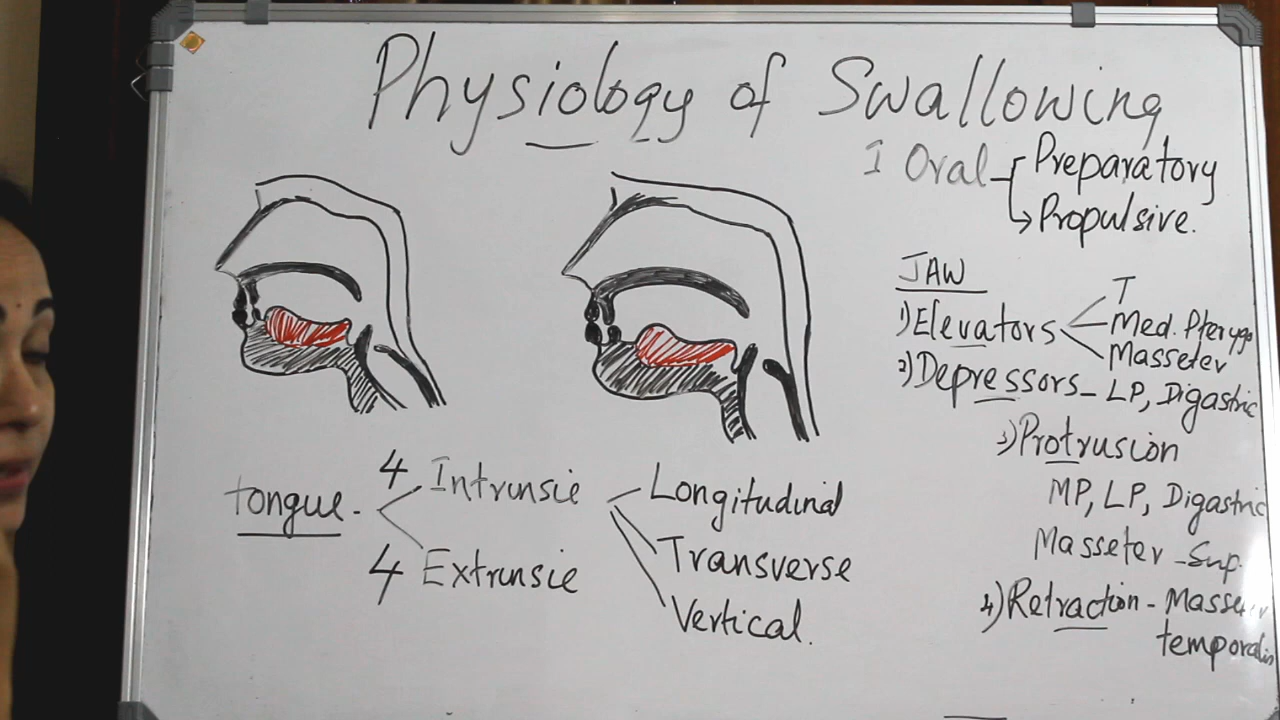 Physiology of Swallowing
I Oral Preparatory
Propulsive.
JAW
1) Elevators T
Med. Pterygo
Masseter
2) Depressors - LP, Digastric
3) Protrusion
MP, LP, Digastric
Masseter - Sup.
4) Retraction - Masseter
temporalis
tongue - 4 Intrinsic Longitudinal
Transverse
Vertical.
4 Extrinsic